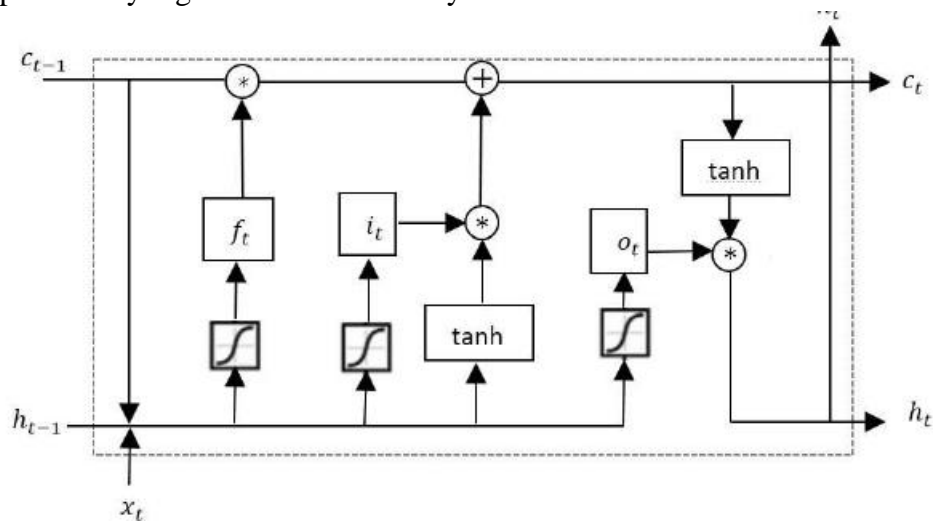 c_{t-1}
*
+
c_t
tanh
f_t
i_t
*
o_t
*
tanh
h_{t-1}
h_t
x_t